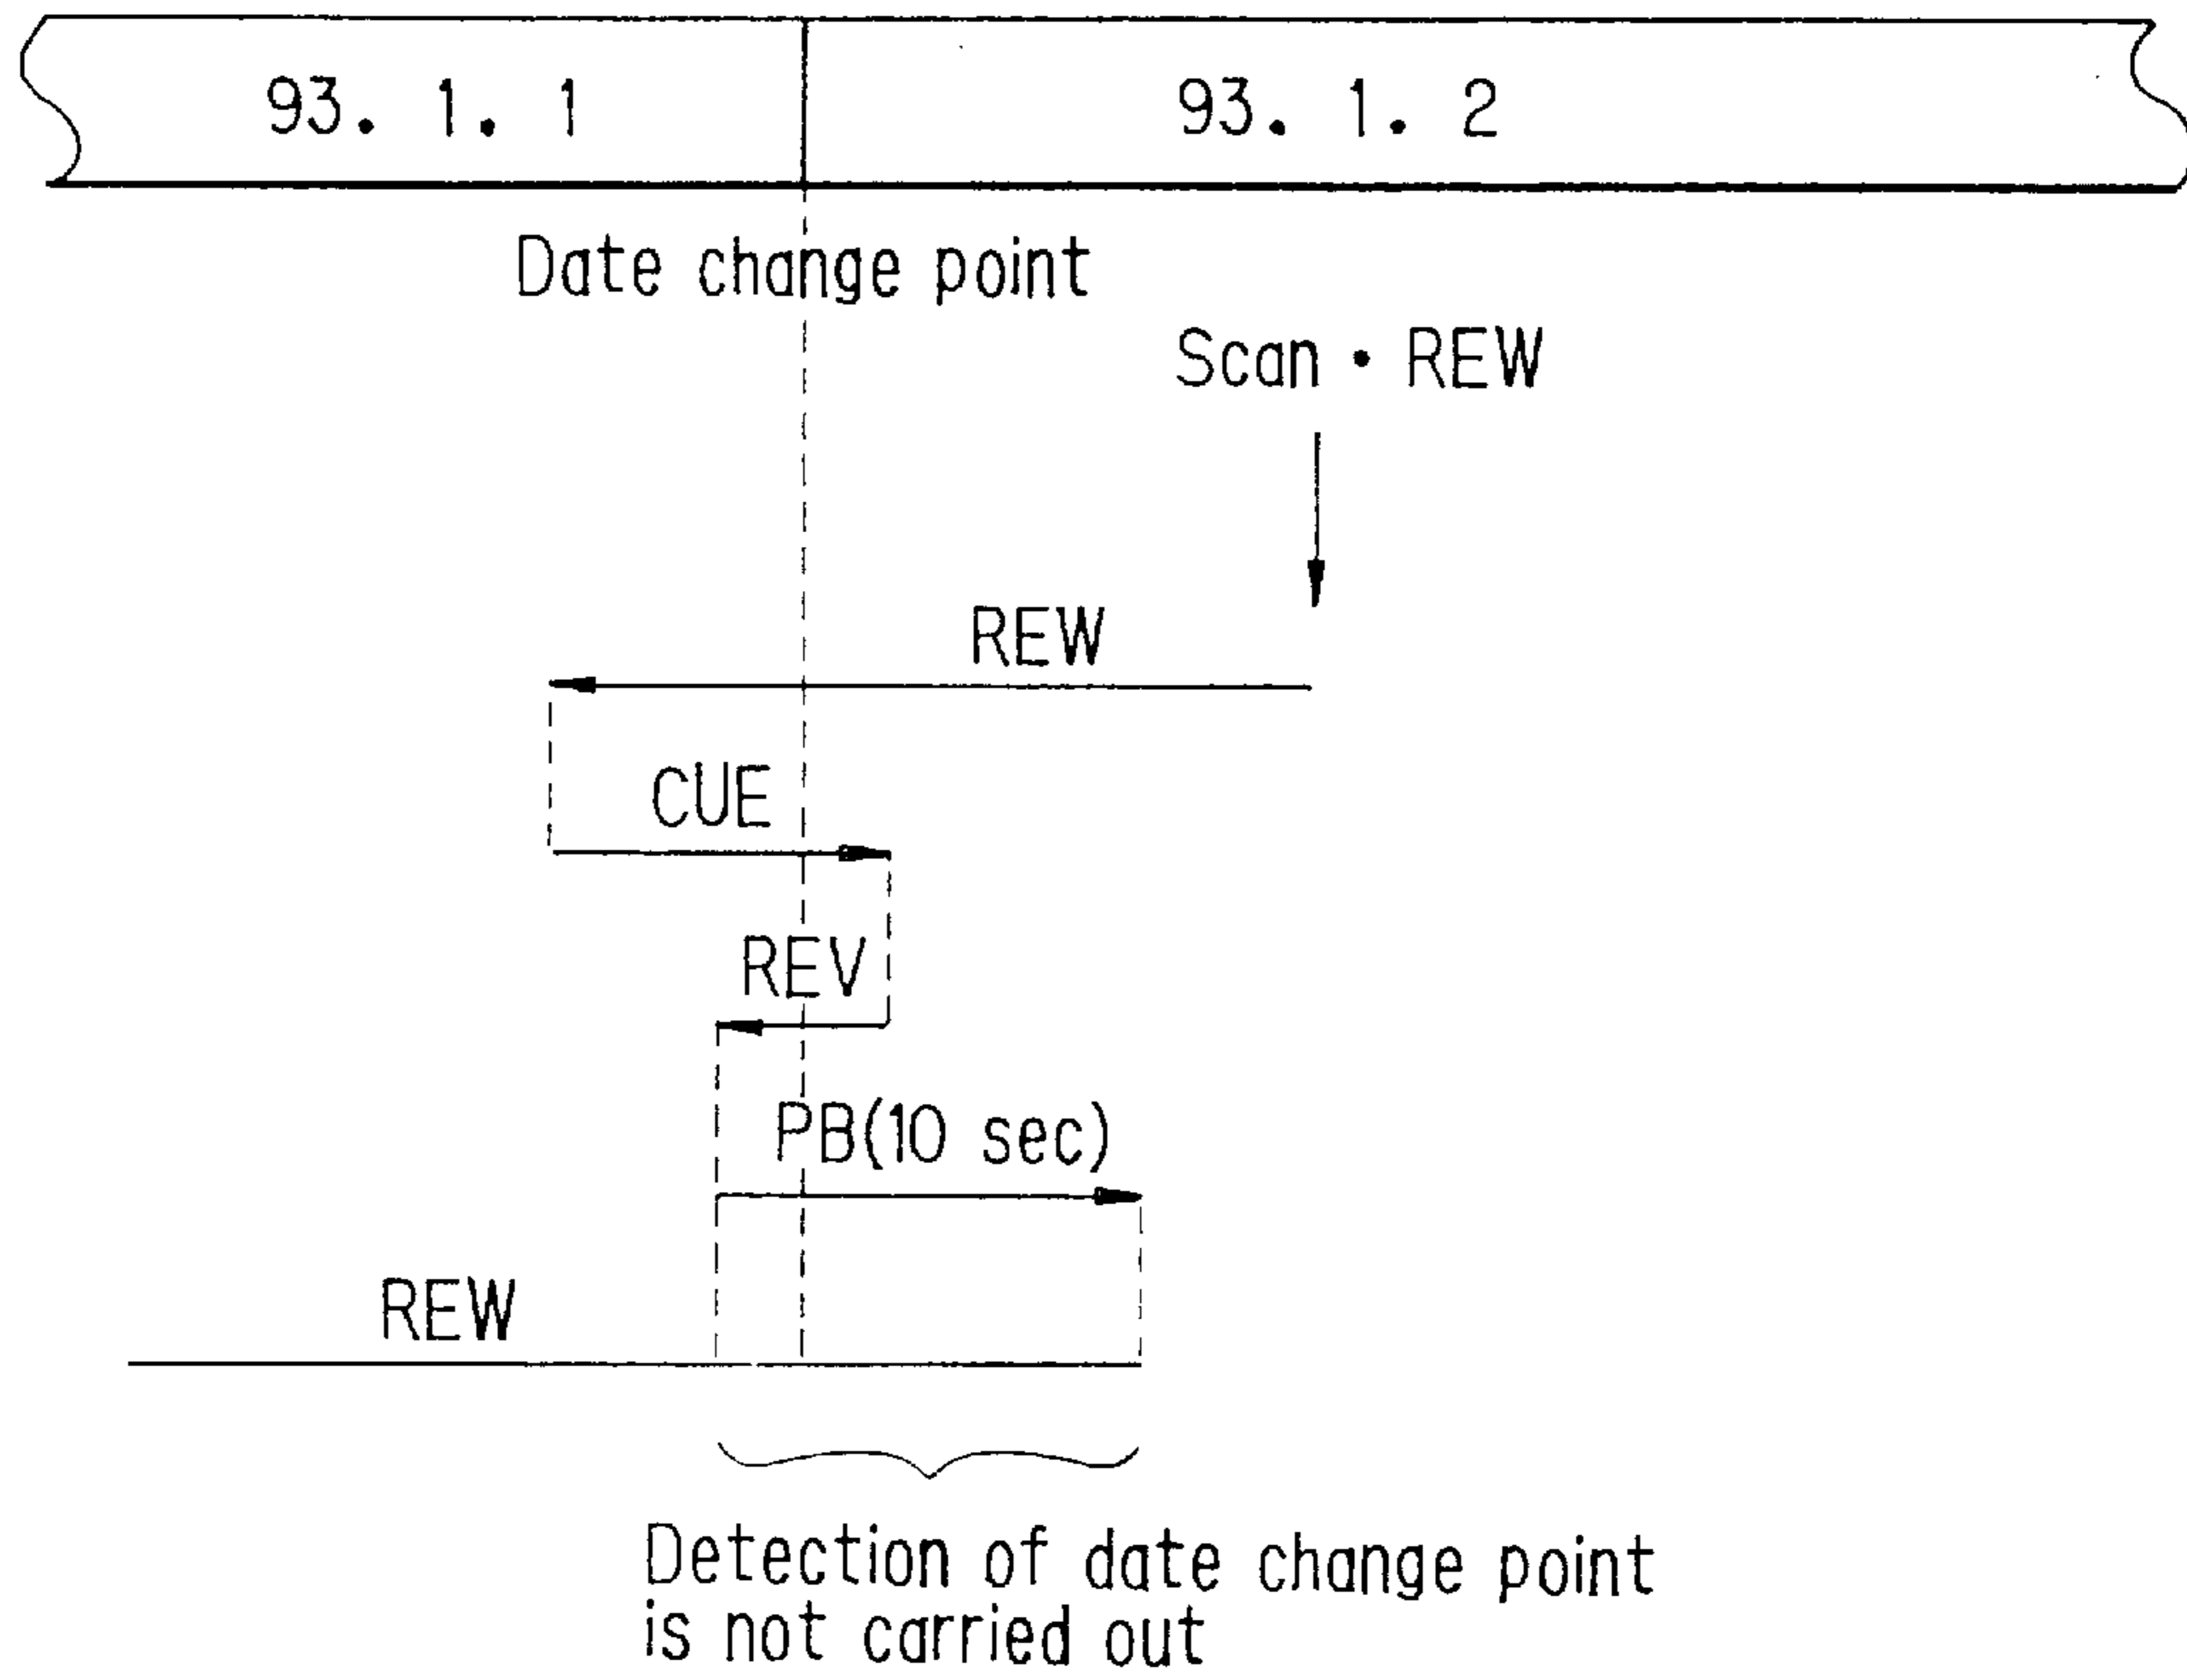 93. 1. 1
93. 1. 2
Date change point
Scan • REW
REW
CUE
REV
PB(10 sec)
REW
Detection of date change point
is not carried out